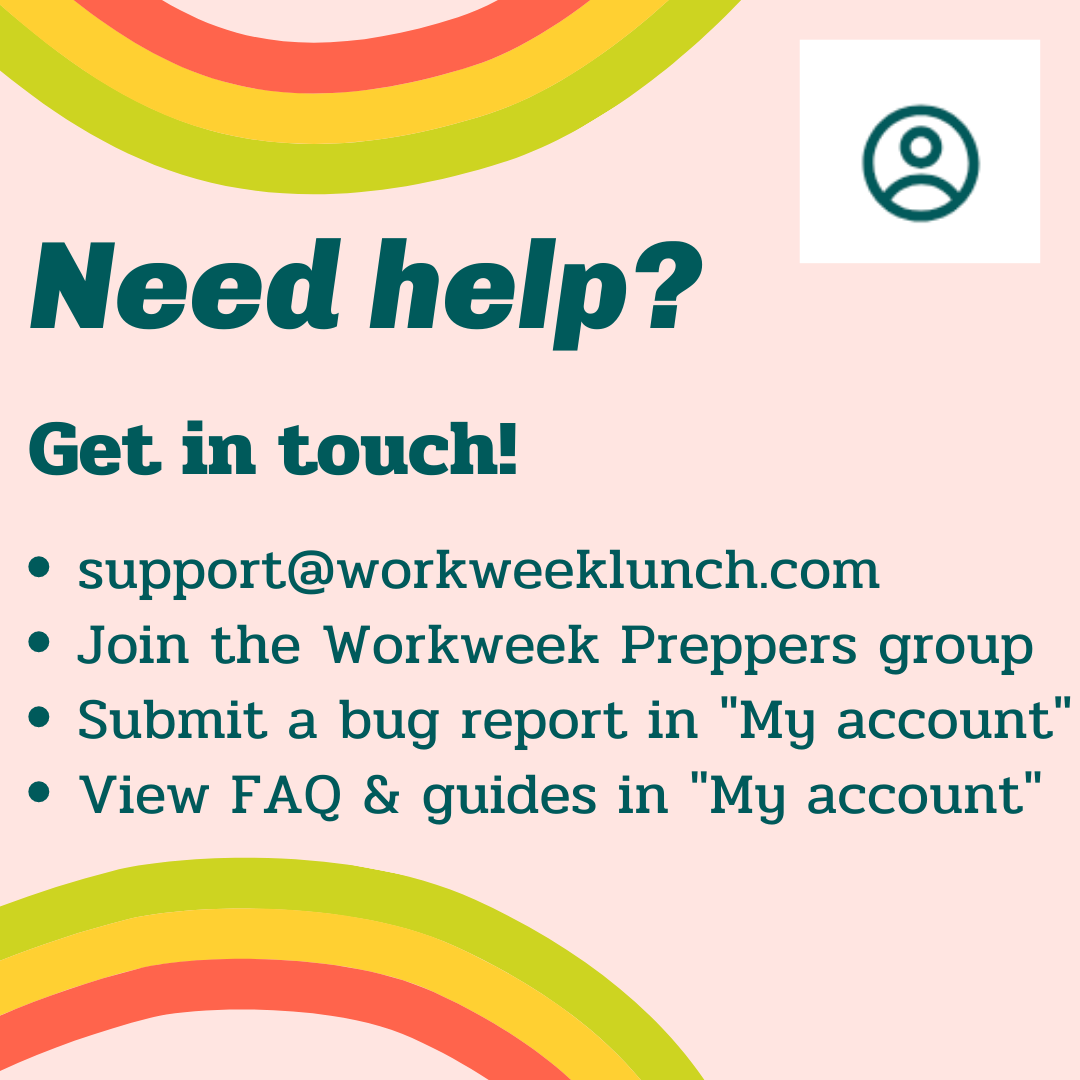 Need help?
Get in touch!
• support@workweeklunch.com
• Join the Workweek Preppers group
• Submit a bug report in "My account"
• View FAQ & guides in "My account"